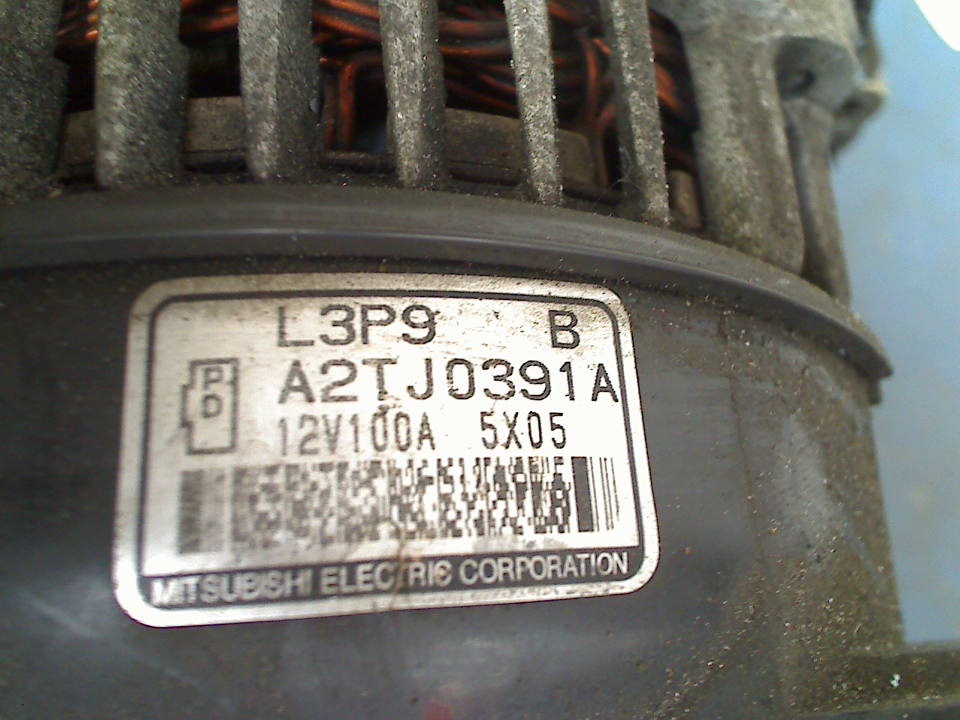 L3P9 B
P
D
A2TJ0391A
12V100A 5X05
MITSUBISHI ELECTRIC CORPORATION